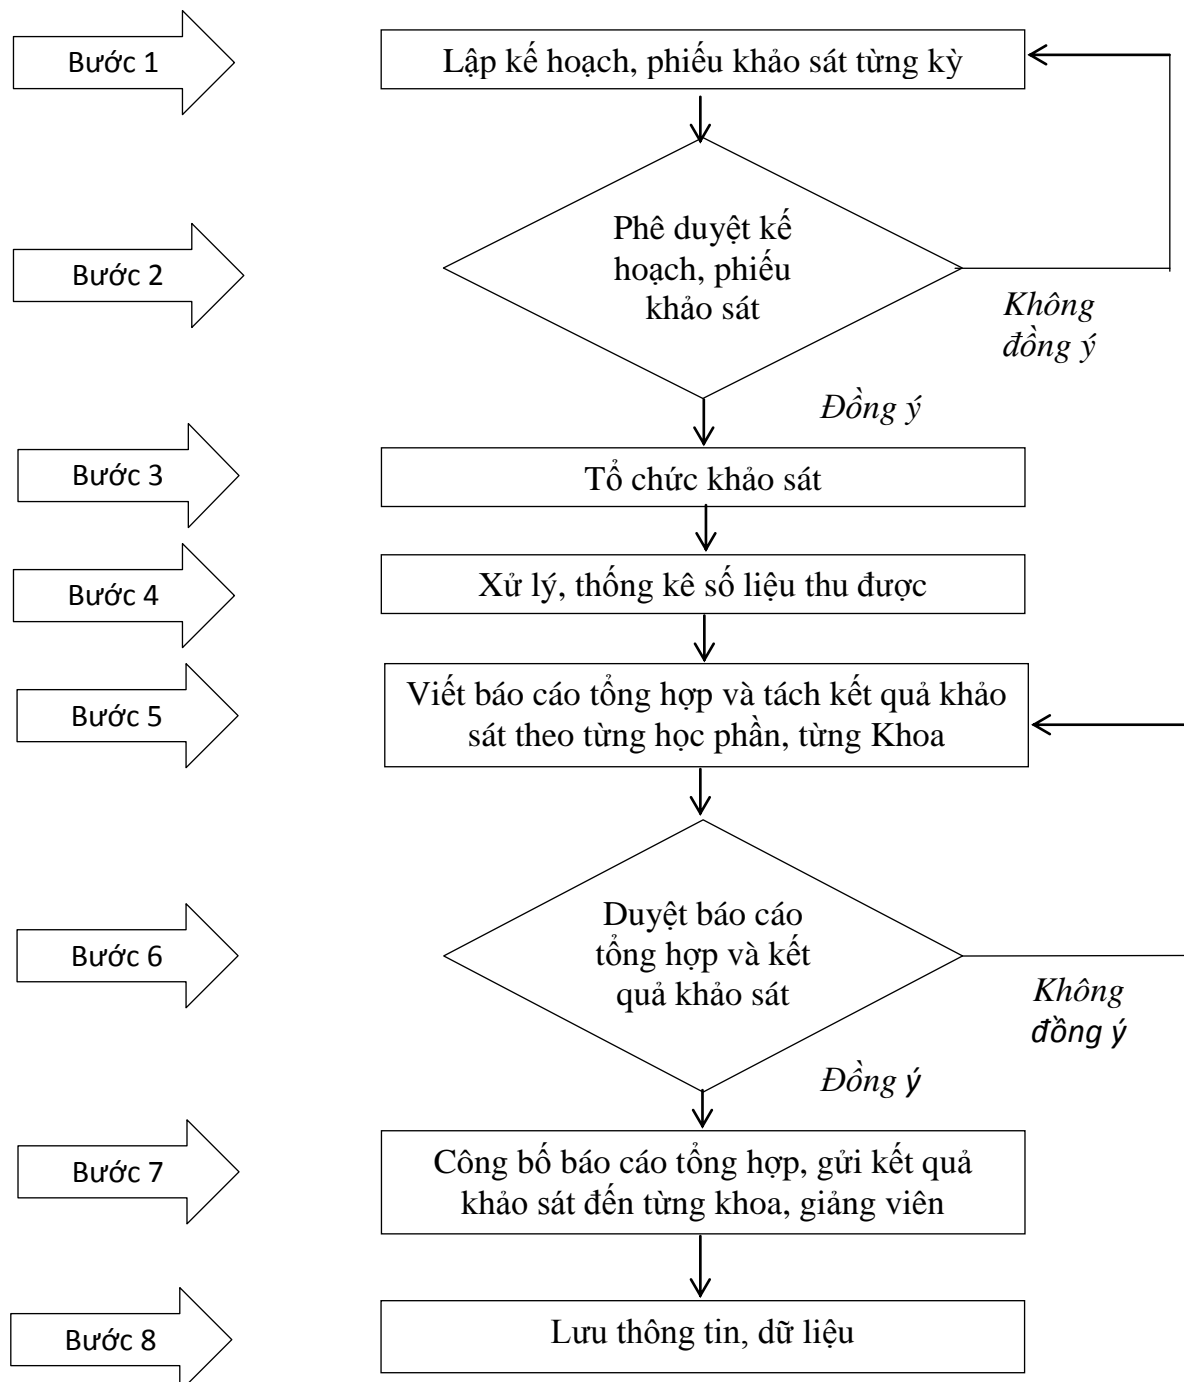 Bước 1
Lập kế hoạch, phiếu khảo sát từng kỳ
Bước 2
Phê duyệt kế
hoạch, phiếu
khảo sát
Không
đồng ý
Đồng ý
Bước 3
Tổ chức khảo sát
Bước 4
Xử lý, thống kê số liệu thu được
Bước 5
Viết báo cáo tổng hợp và tách kết quả khảo
sát theo từng học phần, từng Khoa
Bước 6
Duyệt báo cáo
tổng hợp và kết
quả khảo sát
Không
đồng ý
Đồng ý
Bước 7
Công bố báo cáo tổng hợp, gửi kết quả
khảo sát đến từng khoa, giảng viên
Bước 8
Lưu thông tin, dữ liệu